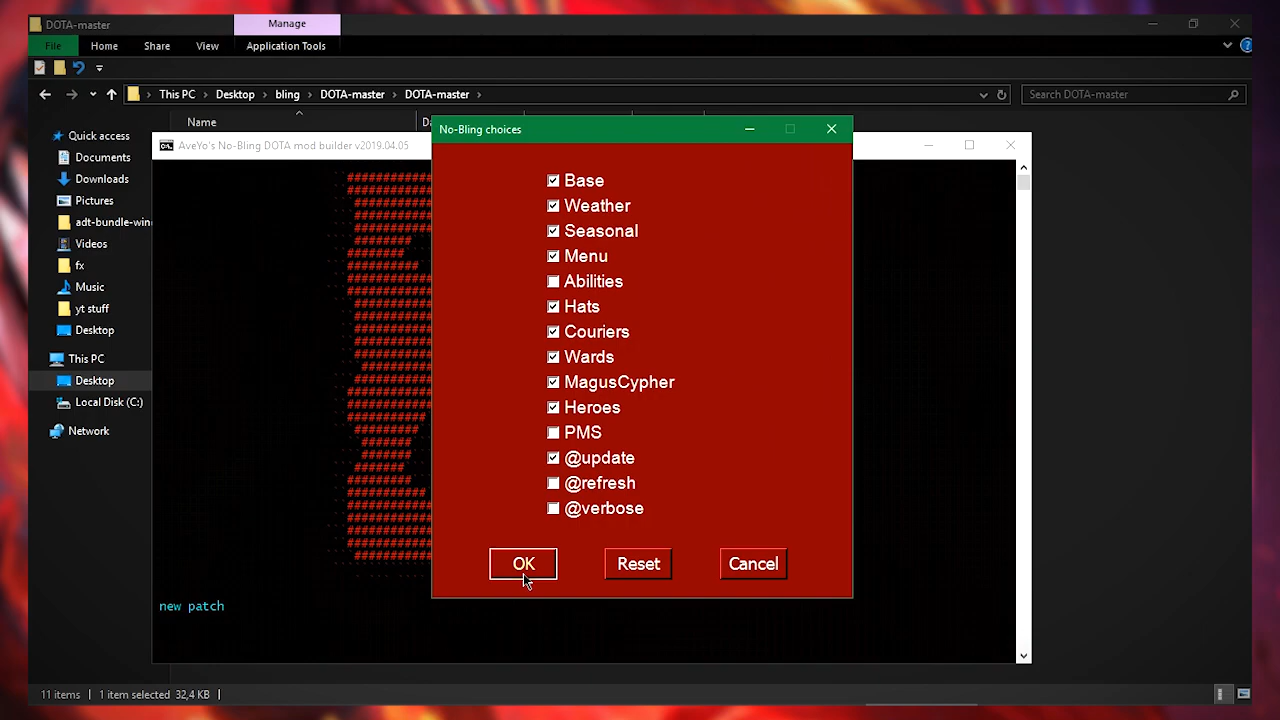 DOTA-master
Manage
File
Home
Share
View
Application Tools
This PC
Desktop
bling
DOTA-master
DOTA-master
Search DOTA-master
Name
Quick access
Documents
Downloads
Pictures
adt-bundle-win
Videos
fx
Music
yt stuff
Desktop
This PC
Desktop
Local Disk (C:)
Network
AveYo's No-Bling DOTA mod builder v2019.04.05
new patch
No-Bling choices
Base
Weather
Seasonal
Menu
Abilities
Hats
Couriers
Wards
MagusCypher
Heroes
PMS
@update
@refresh
@verbose
OK
Reset
Cancel
11 items
1 item selected 32,4 KB